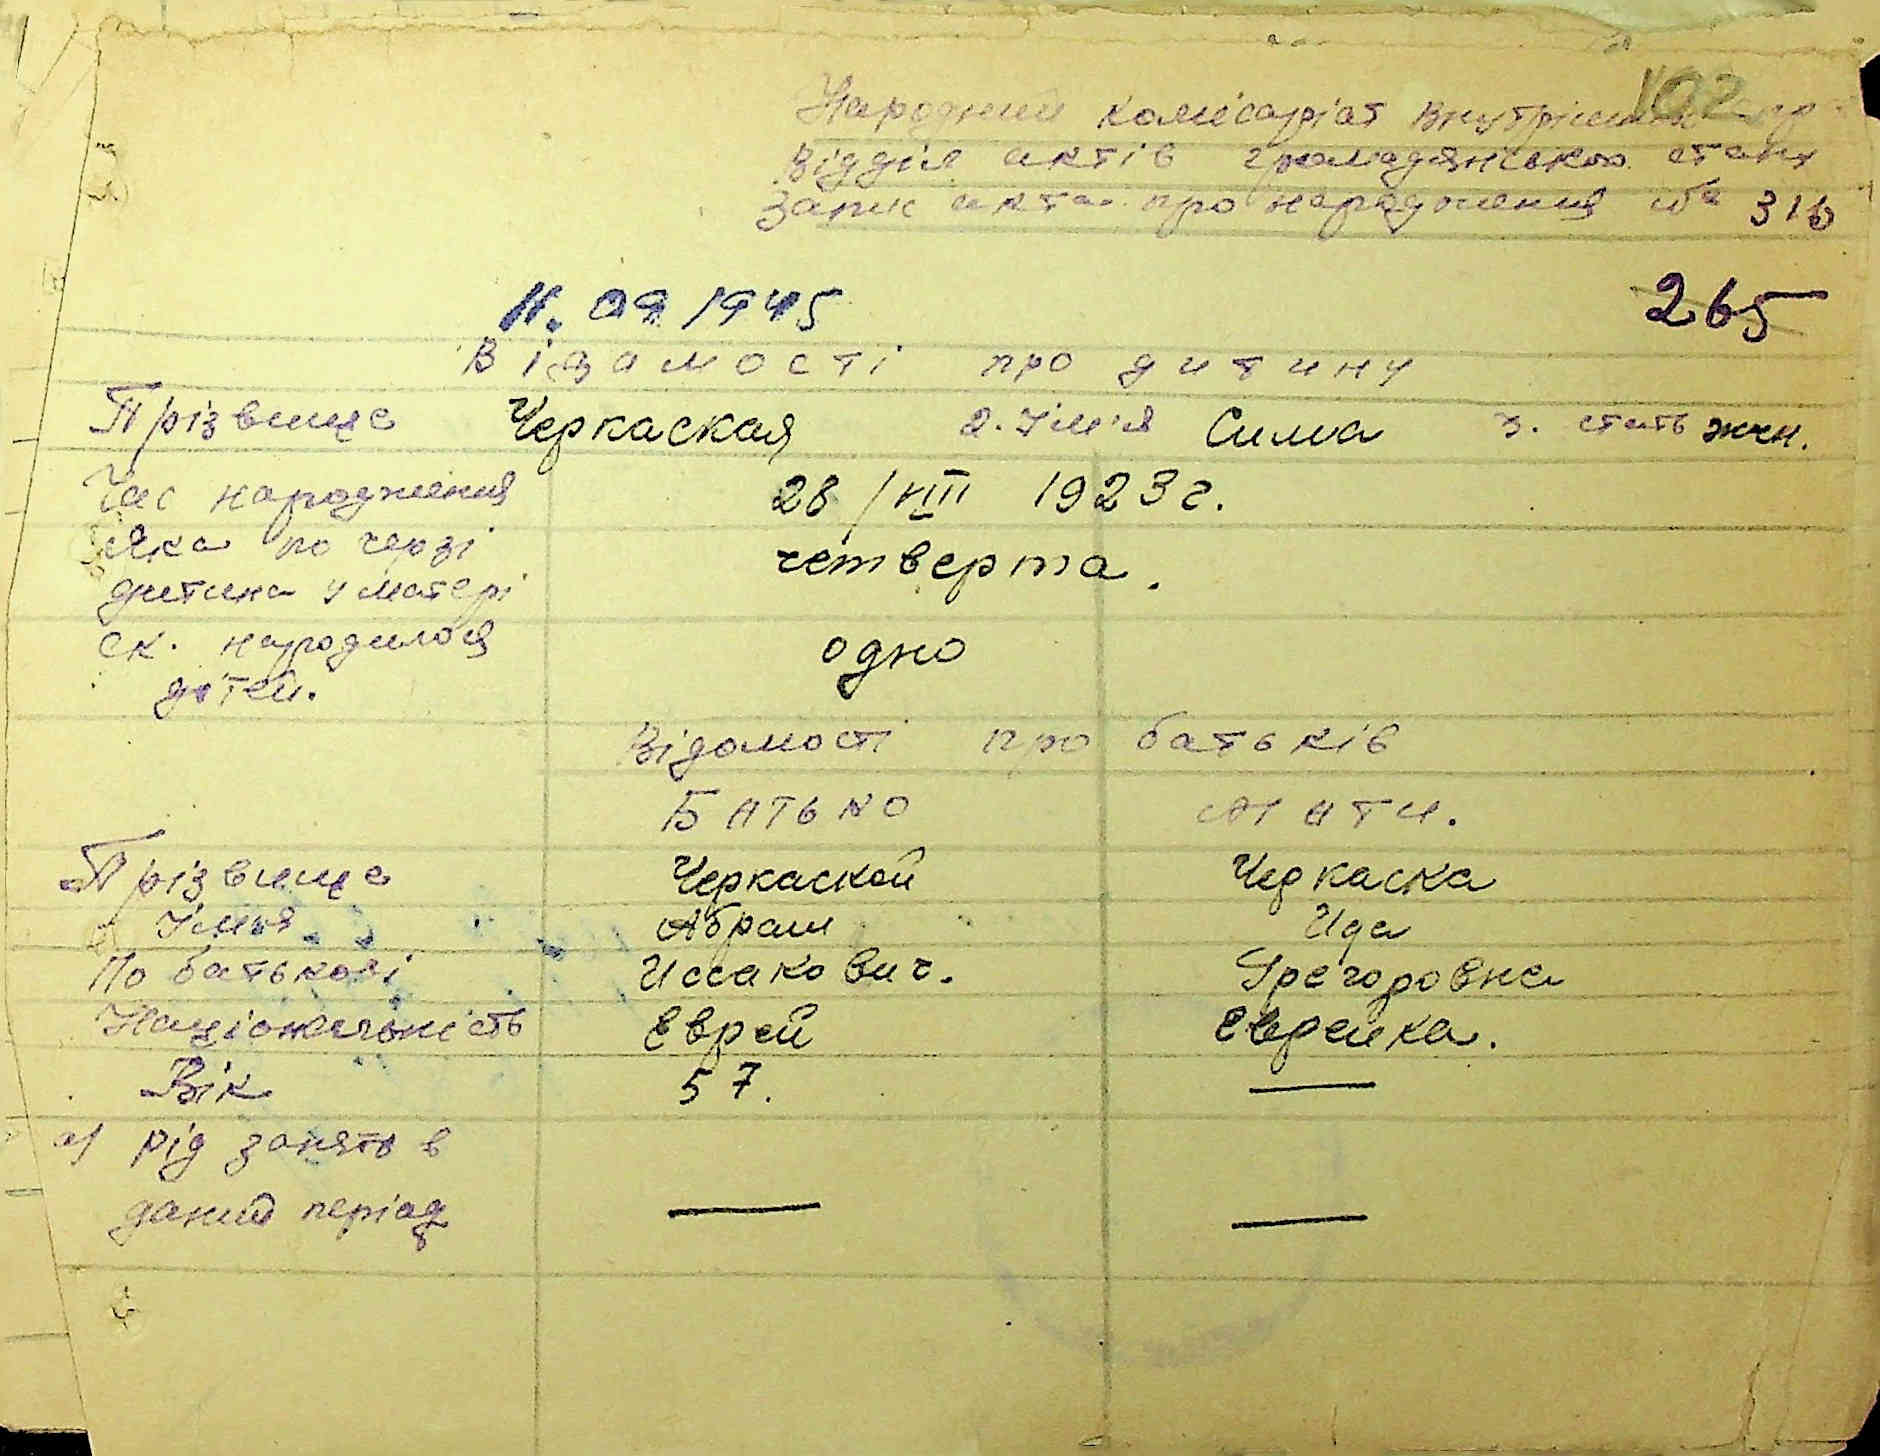 102
Народний комісаріат Внутрішніх спр
Відділ актів громадянського стану
Запис акта про народження № 316
265
11. 09 1945
Відомості про дитину
Прізвище Черкаская 2. Ім'я Сима 3. стать жен.
Час народження 28/VIII 1923 г.
Яка по черзі четверта.
дитина у матері
ск. народилося одно
дітей.
Відомості про батьків
Батько Мати.
Прізвище Черкаской Черкаска
Ім'я Абрам Ида
По батькові Иссакович. Грегоровна
Національність Еврей Еврейка.
Вік 57. —
а) рід занять в
даний період — —